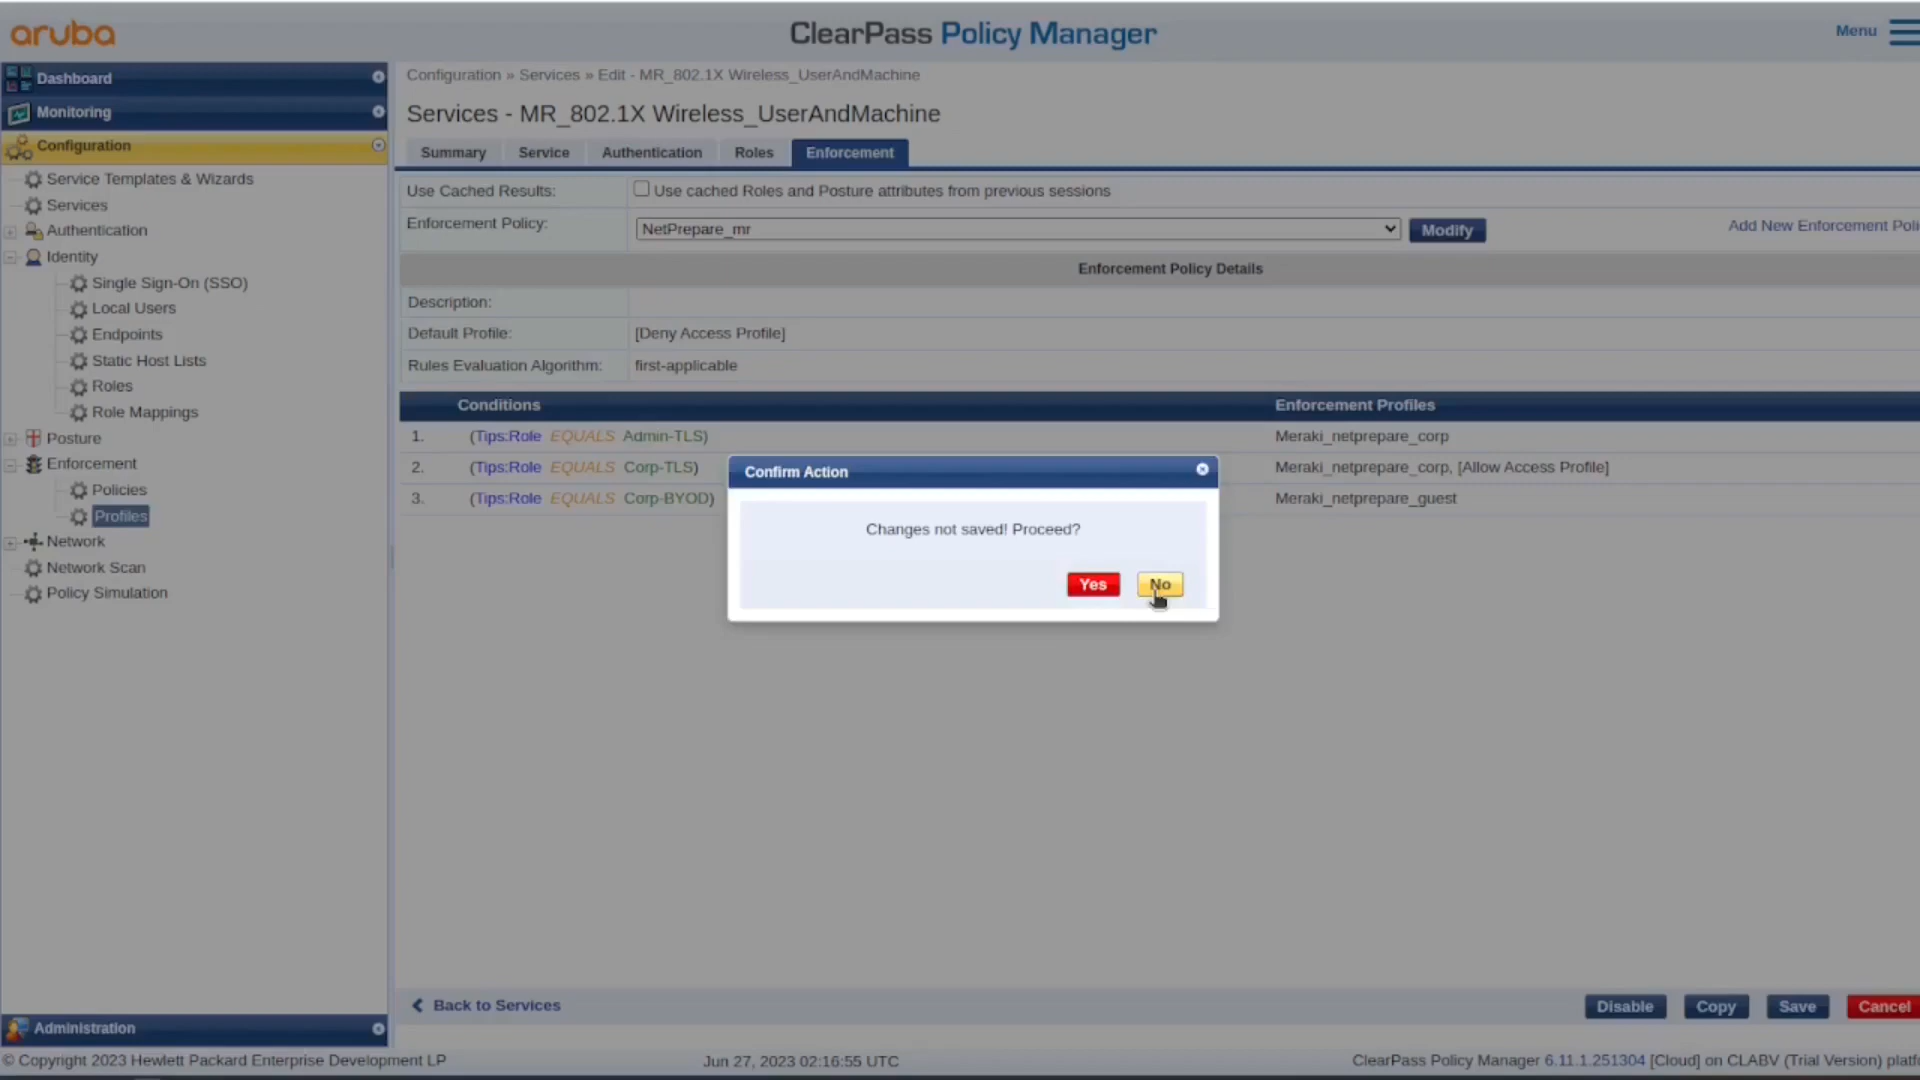 aruba
ClearPass Policy Manager
Menu
Dashboard
Monitoring
Configuration
Service Templates & Wizards
Services
Authentication
Identity
Single Sign-On (SSO)
Local Users
Endpoints
Static Host Lists
Roles
Role Mappings
Posture
Enforcement
Policies
Profiles
Network
Network Scan
Policy Simulation
Administration
Configuration » Services » Edit - MR_802.1X Wireless_UserAndMachine
Services - MR_802.1X Wireless_UserAndMachine
Summary Service Authentication Roles Enforcement
Use Cached Results: Use cached Roles and Posture attributes from previous sessions
Enforcement Policy: NetPrepare_mr Modify Add New Enforcement Poli
Enforcement Policy Details
Description:
Default Profile: [Deny Access Profile]
Rules Evaluation Algorithm: first-applicable
Conditions Enforcement Profiles
1. (Tips:Role EQUALS Admin-TLS) Meraki_netprepare_corp
2. (Tips:Role EQUALS Corp-TLS) Meraki_netprepare_corp, [Allow Access Profile]
3. (Tips:Role EQUALS Corp-BYOD) Meraki_netprepare_guest
Confirm Action
Changes not saved! Proceed?
Yes No
Back to Services Disable Copy Save Cancel
© Copyright 2023 Hewlett Packard Enterprise Development LP Jun 27, 2023 02:16:55 UTC ClearPass Policy Manager 6.11.1.251304 [Cloud] on CLABV (Trial Version) platf